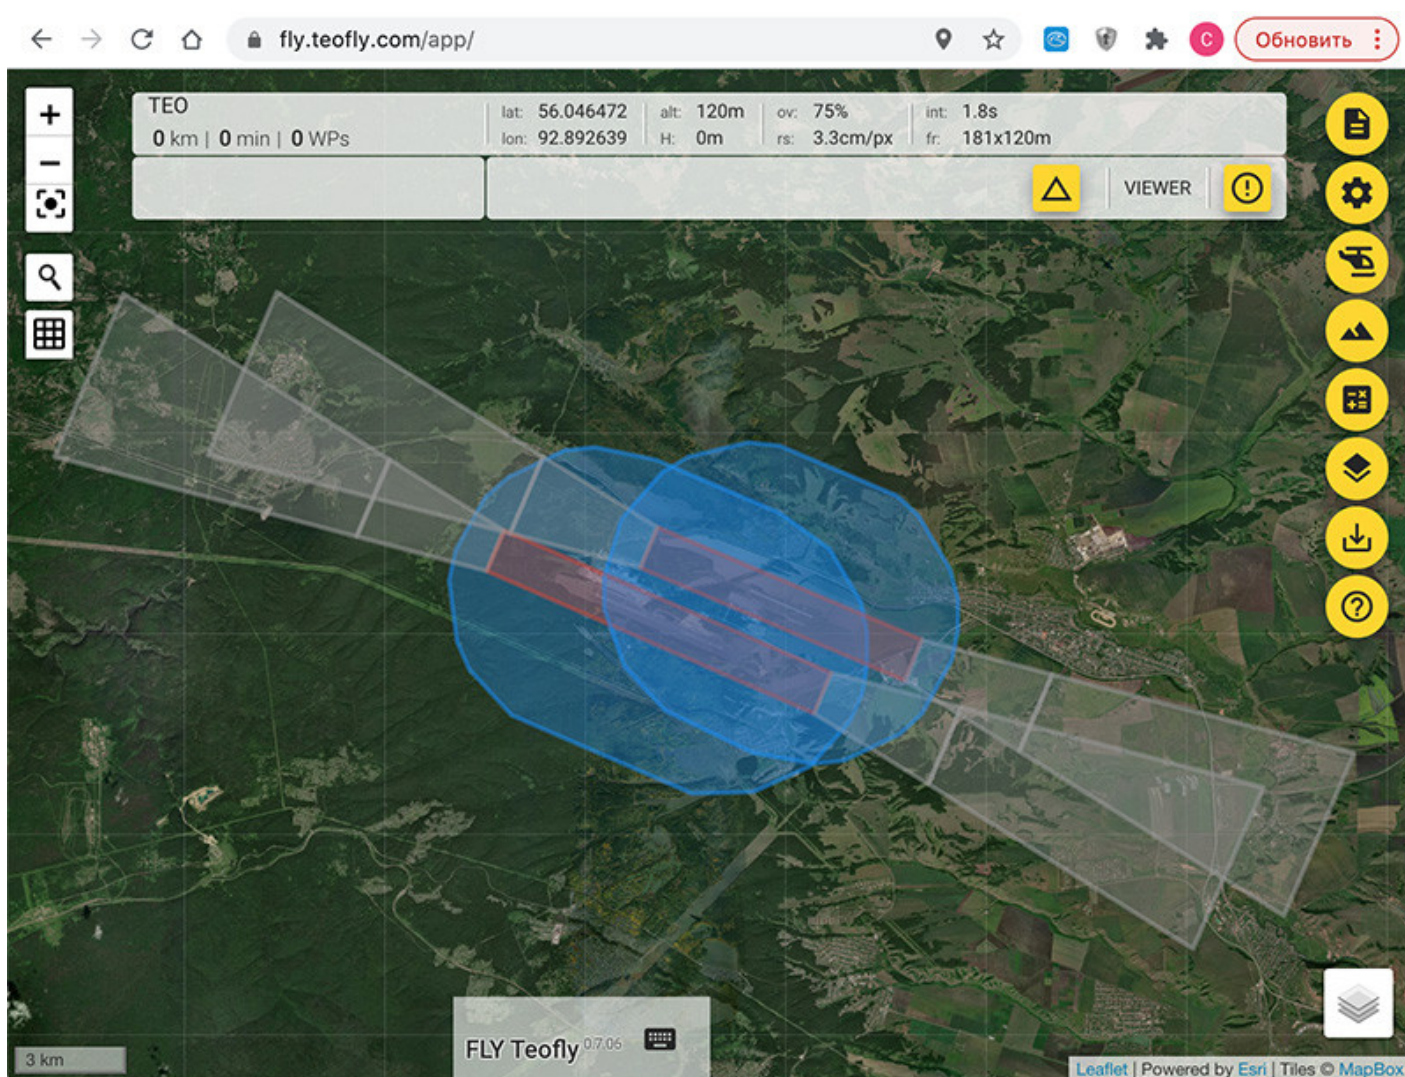 fly.teofly.com/app/
C
Обновить
TEO
0 km | 0 min | 0 WPs
lat: 56.046472
lon: 92.892639
alt: 120m
H: 0m
ov: 75%
rs: 3.3cm/px
int: 1.8s
fr: 181x120m
VIEWER
FLY Teofly 0.7.06
3 km
Leaflet | Powered by Esri | Tiles © MapBox